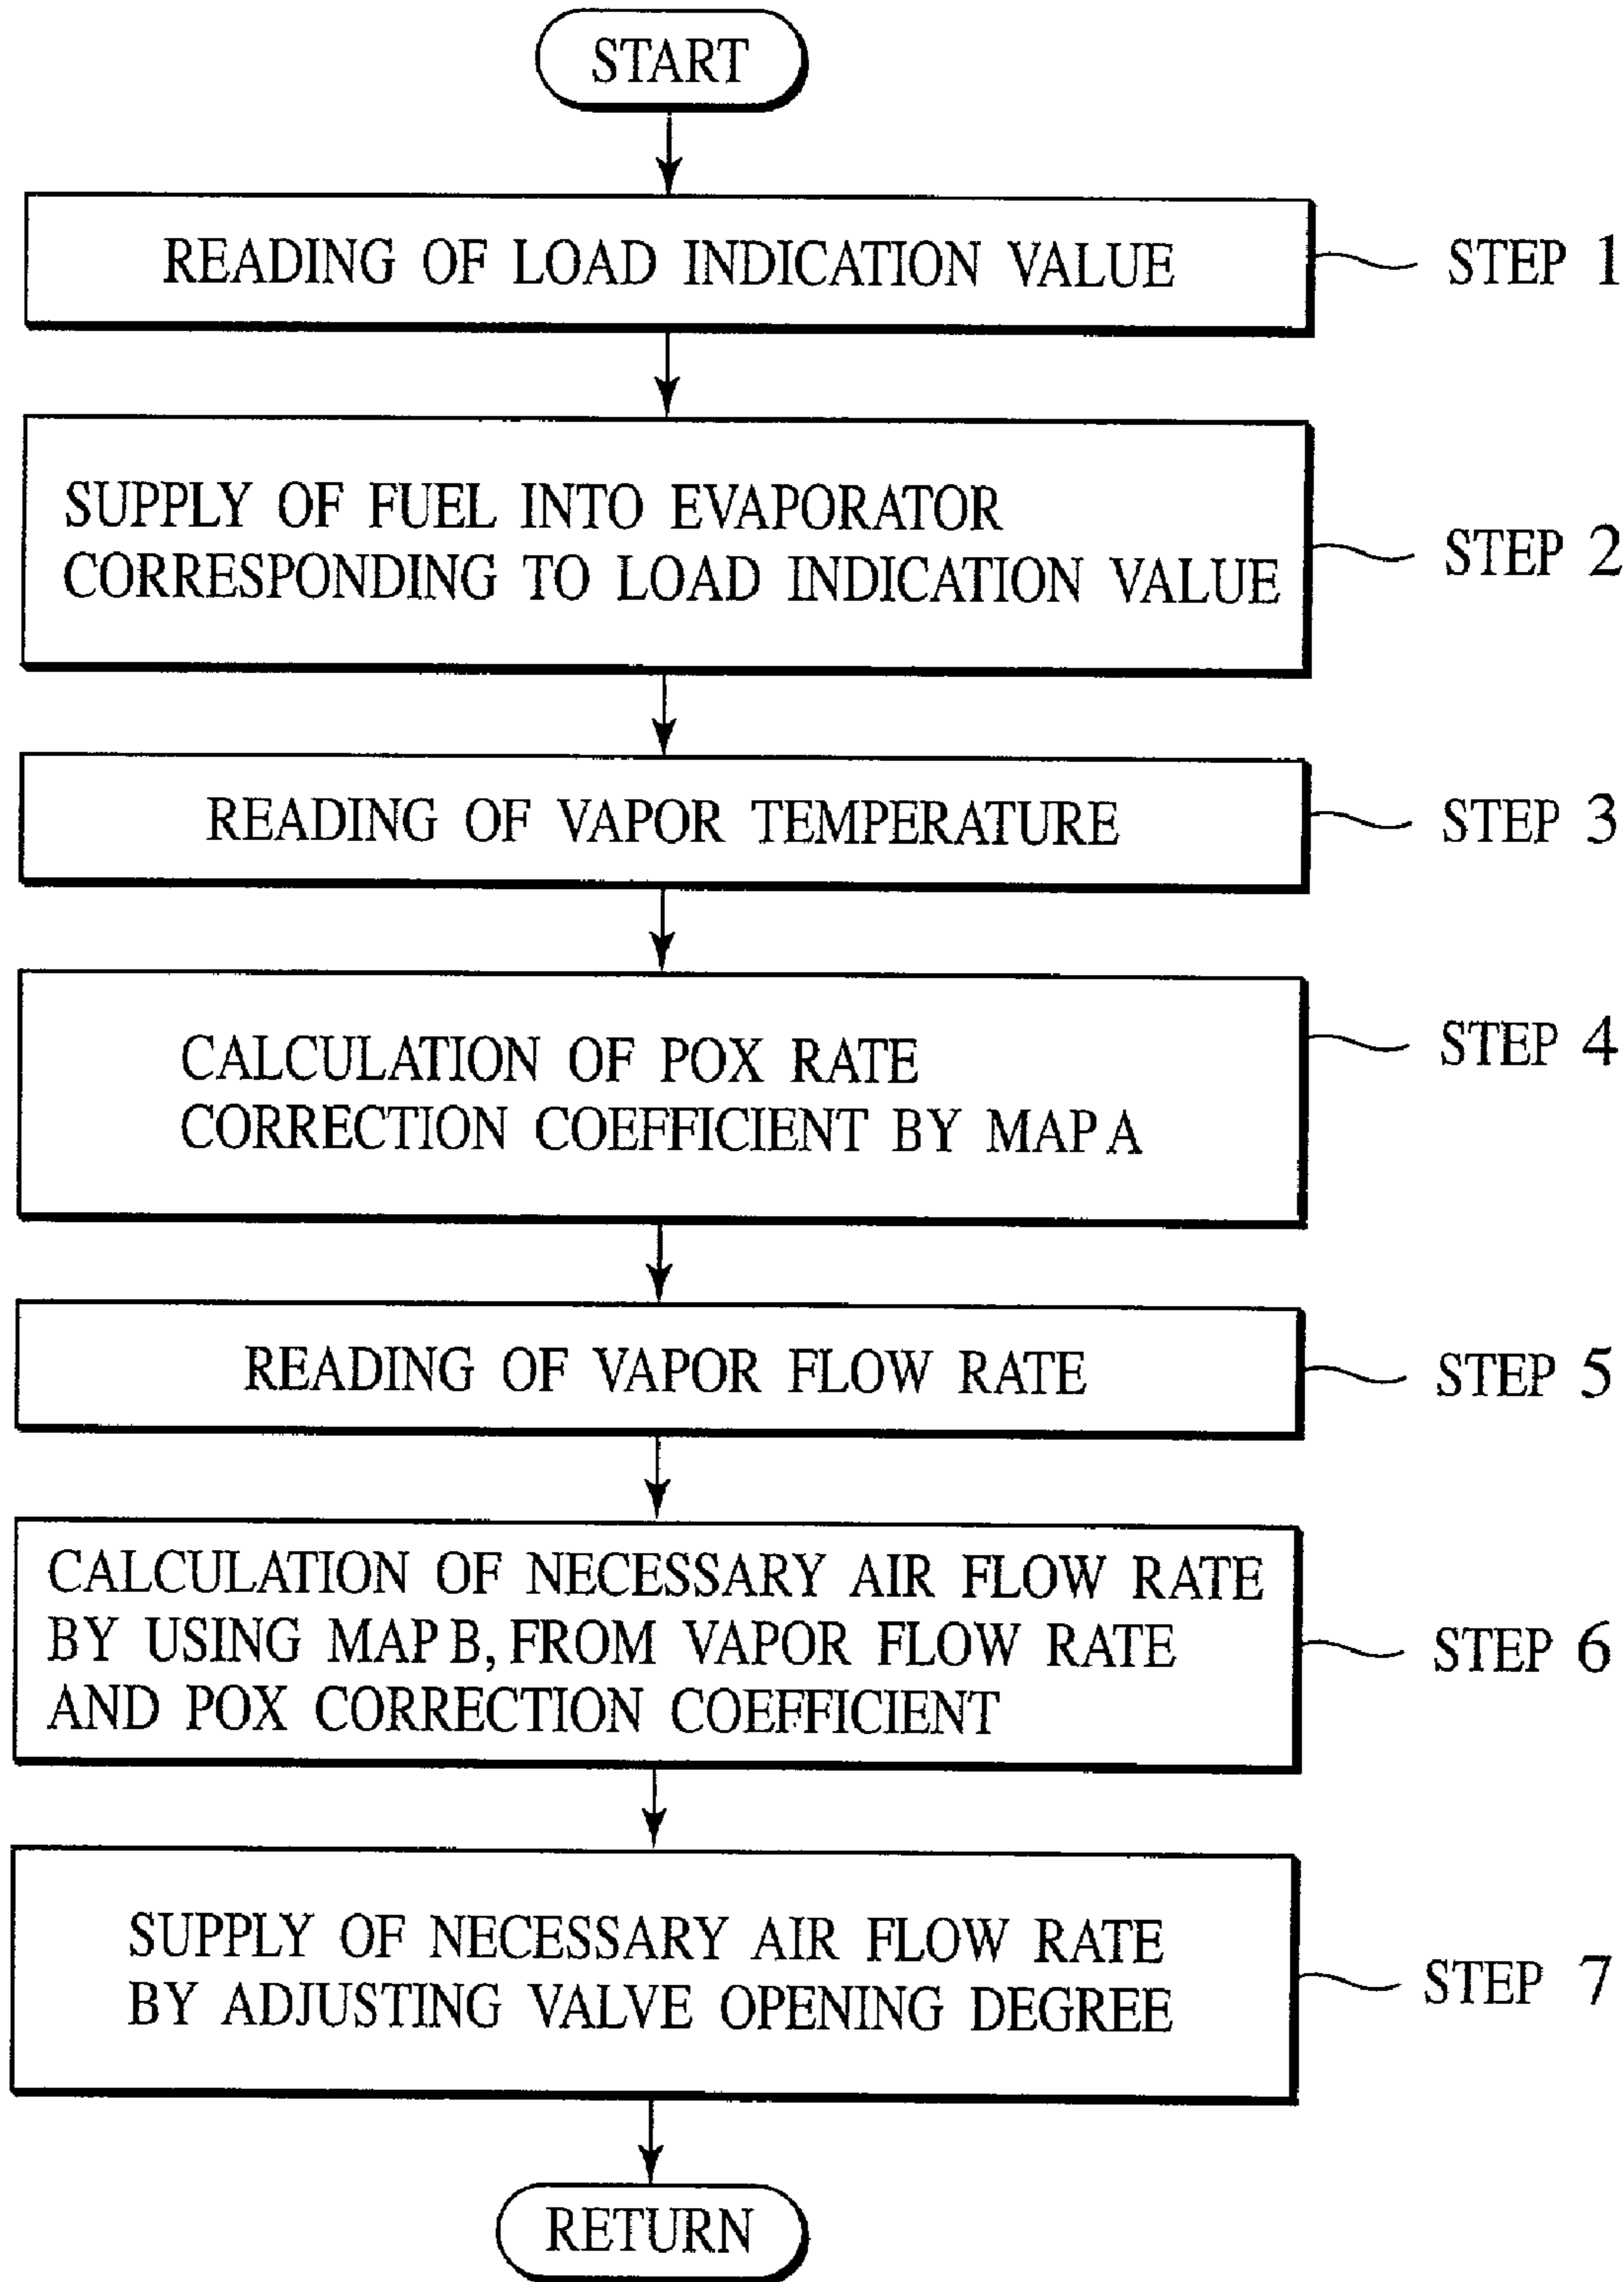 START
READING OF LOAD INDICATION VALUE
STEP 1
SUPPLY OF FUEL INTO EVAPORATOR
CORRESPONDING TO LOAD INDICATION VALUE
STEP 2
READING OF VAPOR TEMPERATURE
STEP 3
CALCULATION OF POX RATE
CORRECTION COEFFICIENT BY MAP A
STEP 4
READING OF VAPOR FLOW RATE
STEP 5
CALCULATION OF NECESSARY AIR FLOW RATE
BY USING MAP B, FROM VAPOR FLOW RATE
AND POX CORRECTION COEFFICIENT
STEP 6
SUPPLY OF NECESSARY AIR FLOW RATE
BY ADJUSTING VALVE OPENING DEGREE
STEP 7
RETURN